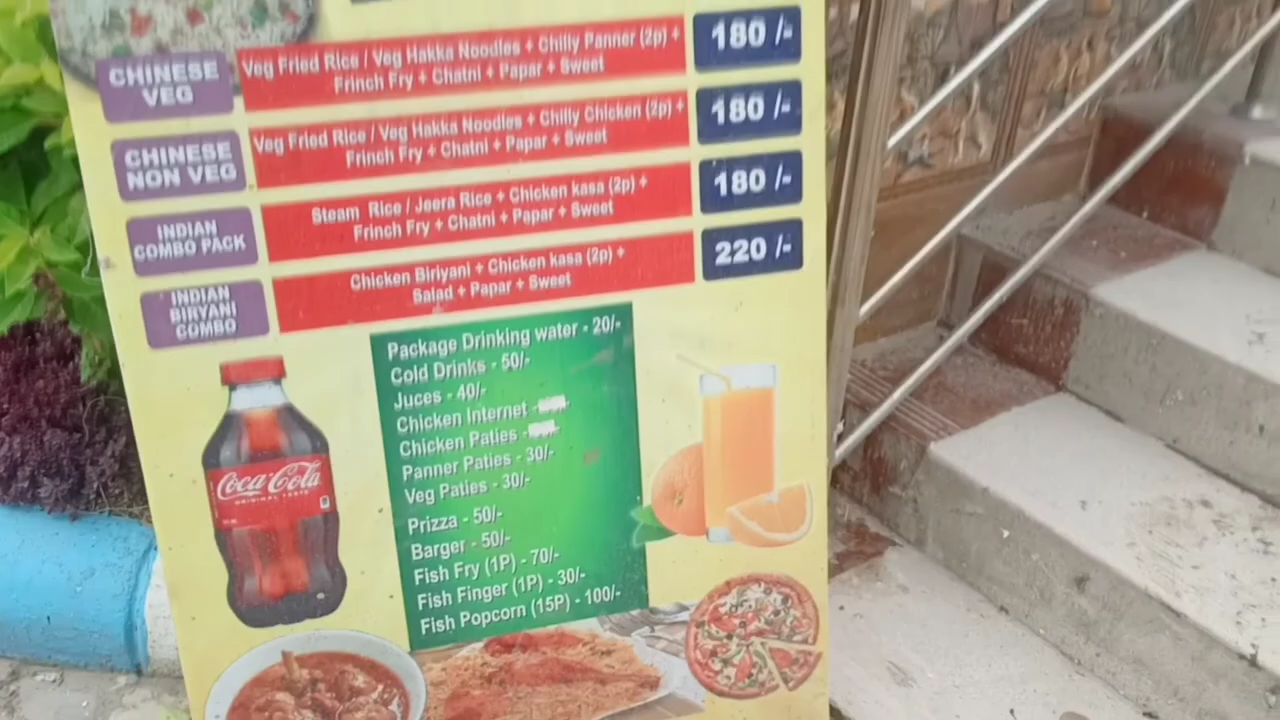 CHINESE
VEG
Veg Fried Rice / Veg Hakka Noodles + Chilly Panner (2p) +
Frinch Fry + Chatni + Papar + Sweet
180 /-
CHINESE
NON VEG
Veg Fried Rice / Veg Hakka Noodles + Chilly Chicken (2p) +
Frinch Fry + Chatni + Papar + Sweet
180 /-
INDIAN
COMBO PACK
Steam Rice / Jeera Rice + Chicken kasa (2p) +
Frinch Fry + Chatni + Papar + Sweet
180 /-
INDIAN
BIRYANI
COMBO
Chicken Biriyani + Chicken kasa (2p) +
Salad + Papar + Sweet
220 /-
Package Drinking water - 20/-
Cold Drinks - 50/-
Juces - 40/-
Chicken Internet -
Chicken Paties -
Panner Paties - 30/-
Veg Paties - 30/-
Prizza - 50/-
Barger - 50/-
Fish Fry (1P) - 70/-
Fish Finger (1P) - 30/-
Fish Popcorn (15P) - 100/-
Coca-Cola
ORIGINAL TASTE